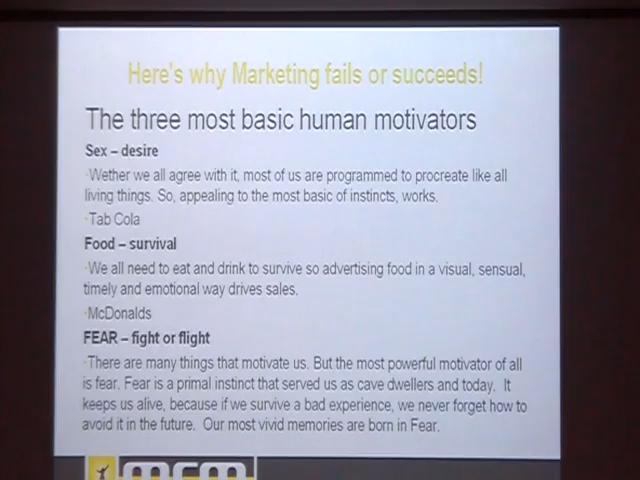 Here's why Marketing fails or succeeds!
The three most basic human motivators
Sex – desire
·Wether we all agree with it, most of us are programmed to procreate like all
living things. So, appealing to the most basic of instincts, works.
·Tab Cola
Food – survival
·We all need to eat and drink to survive so advertising food in a visual, sensual,
timely and emotional way drives sales.
·McDonalds
FEAR – fight or flight
·There are many things that motivate us. But the most powerful motivator of all
is fear. Fear is a primal instinct that served us as cave dwellers and today. It
keeps us alive, because if we survive a bad experience, we never forget how to
avoid it in the future. Our most vivid memories are born in Fear.